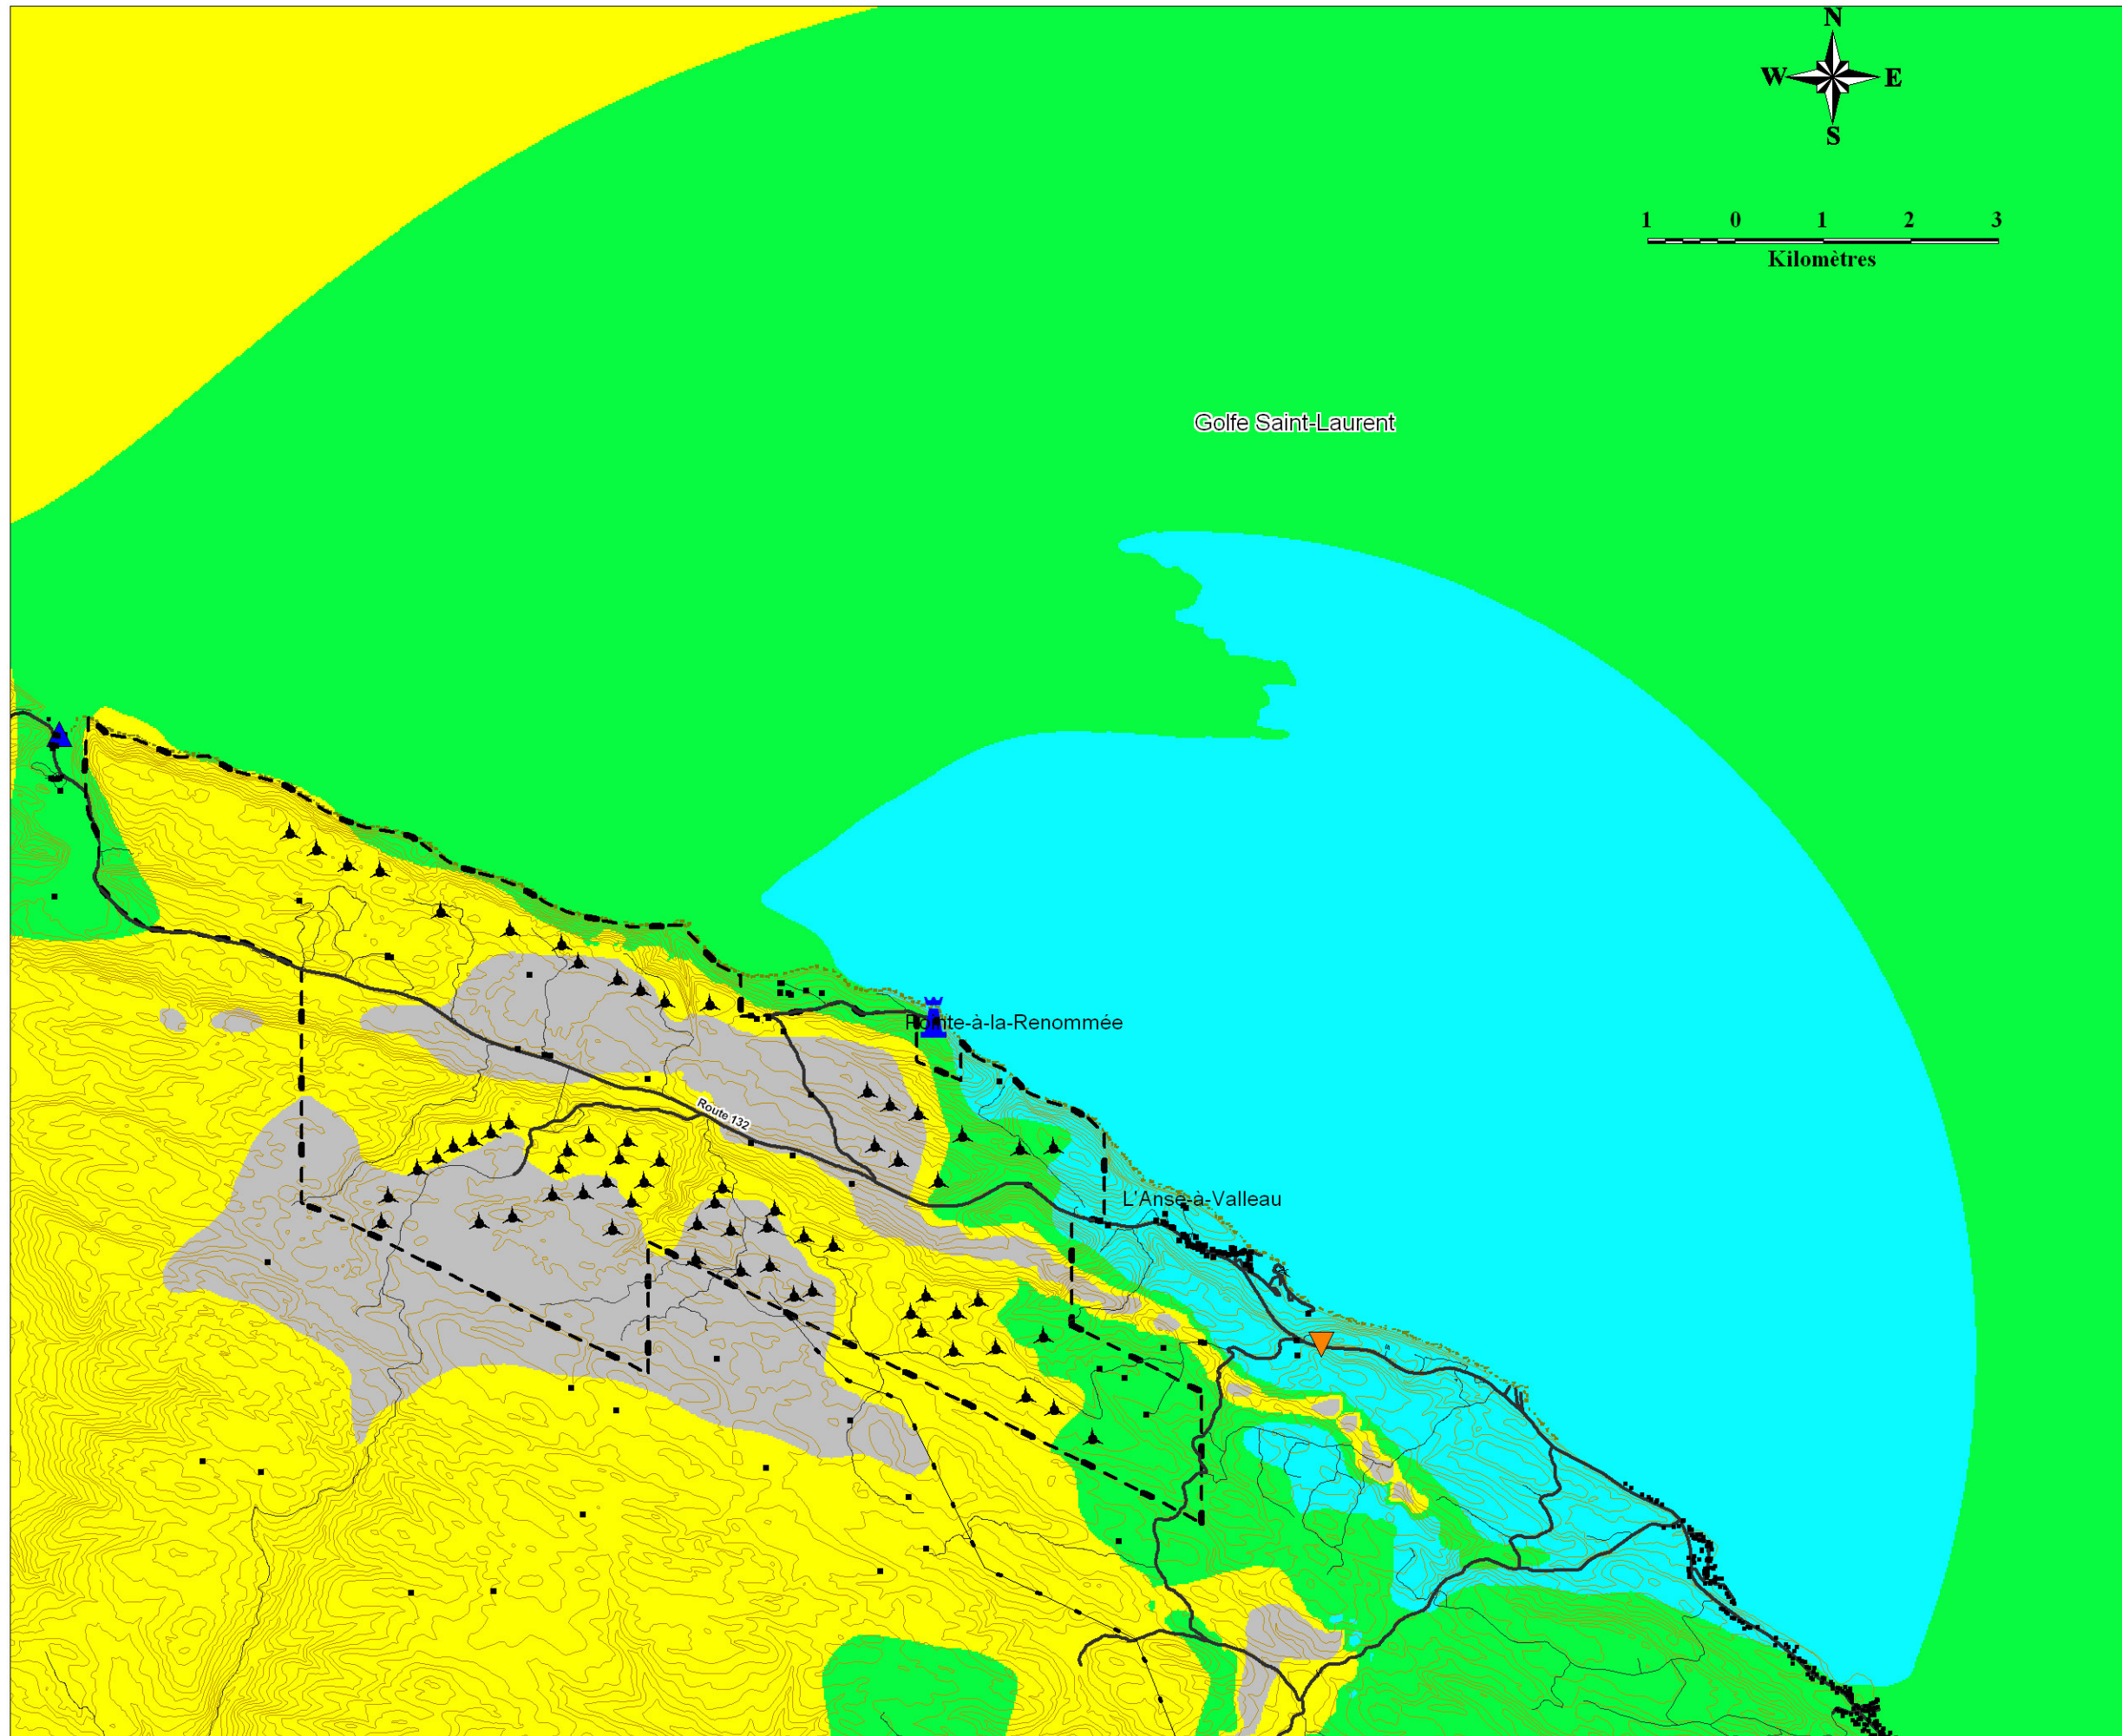 N
W E
S
1 0 1 2 3
Kilomètres
Golfe Saint-Laurent
Pointe-à-la-Renommée
Route 132
L'Anse-à-Valleau